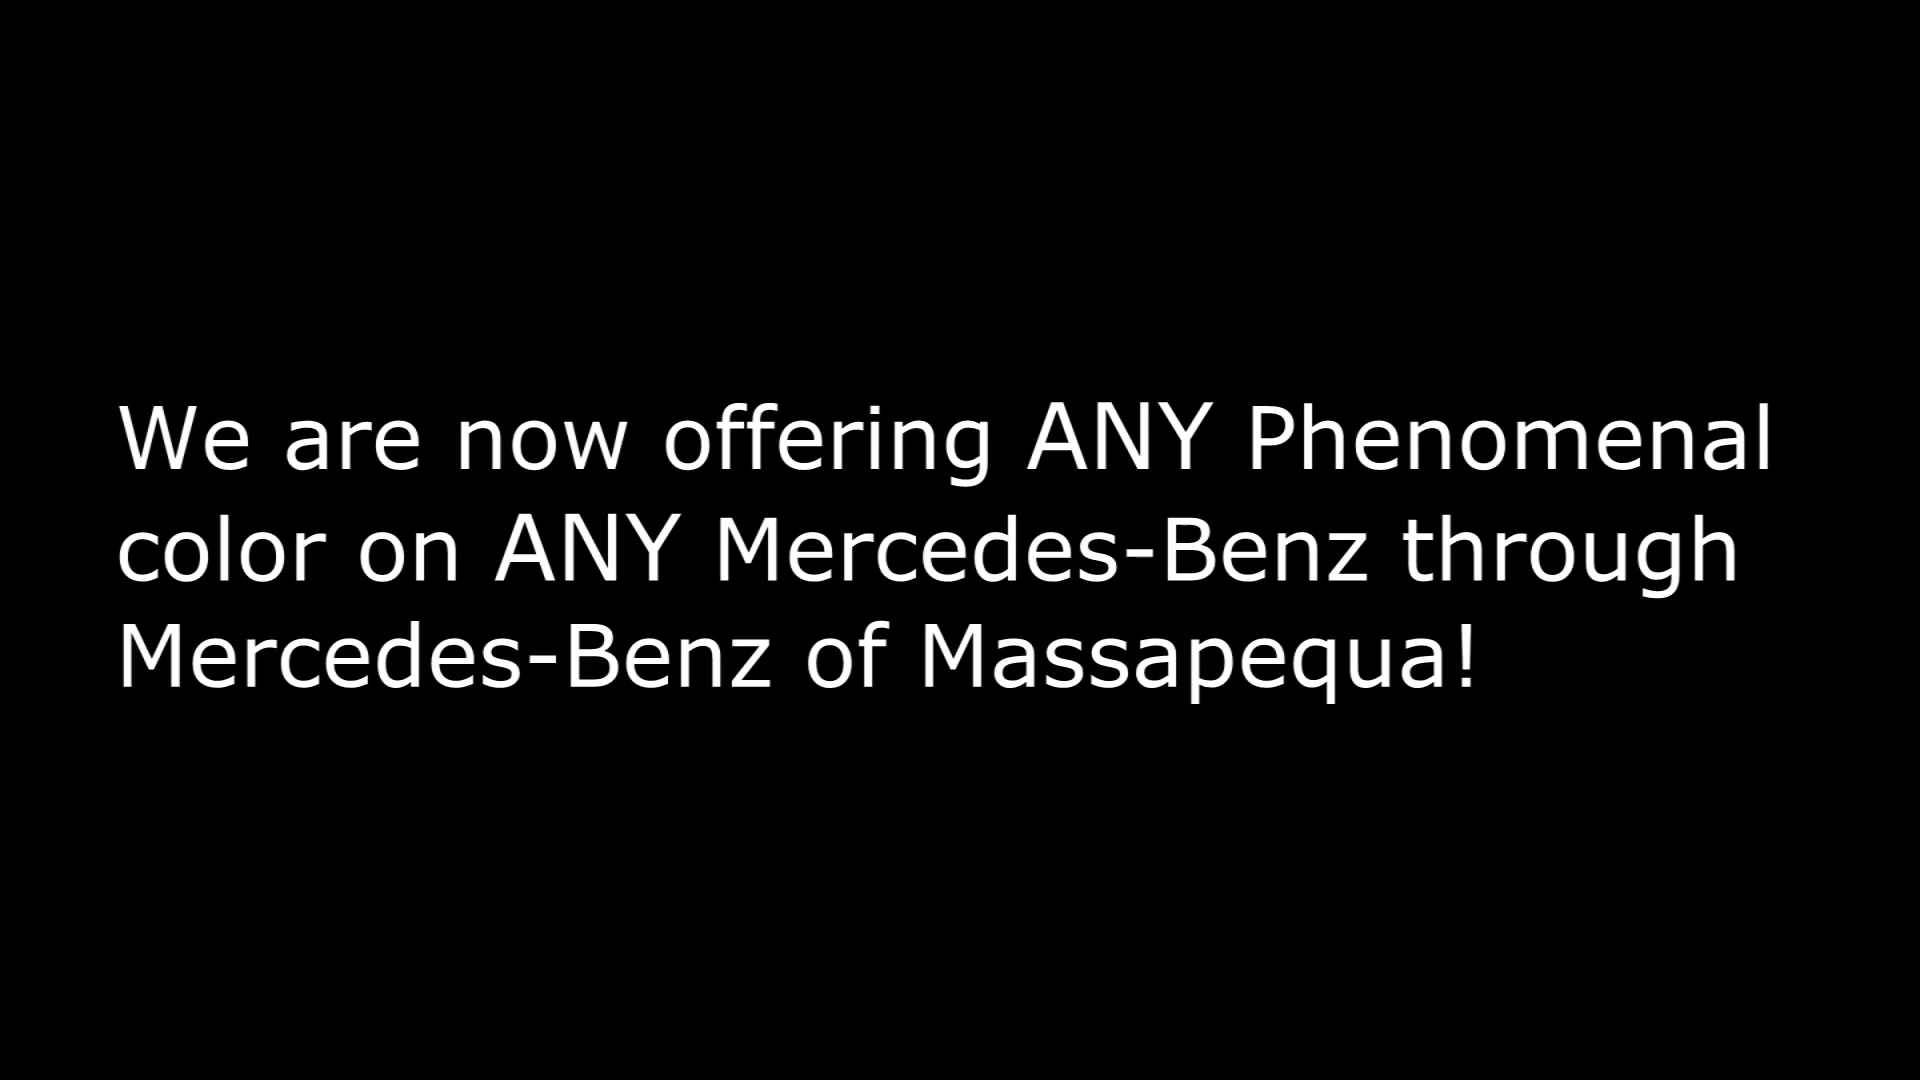 We are now offering ANY Phenomenal
color on ANY Mercedes-Benz through
Mercedes-Benz of Massapequa!